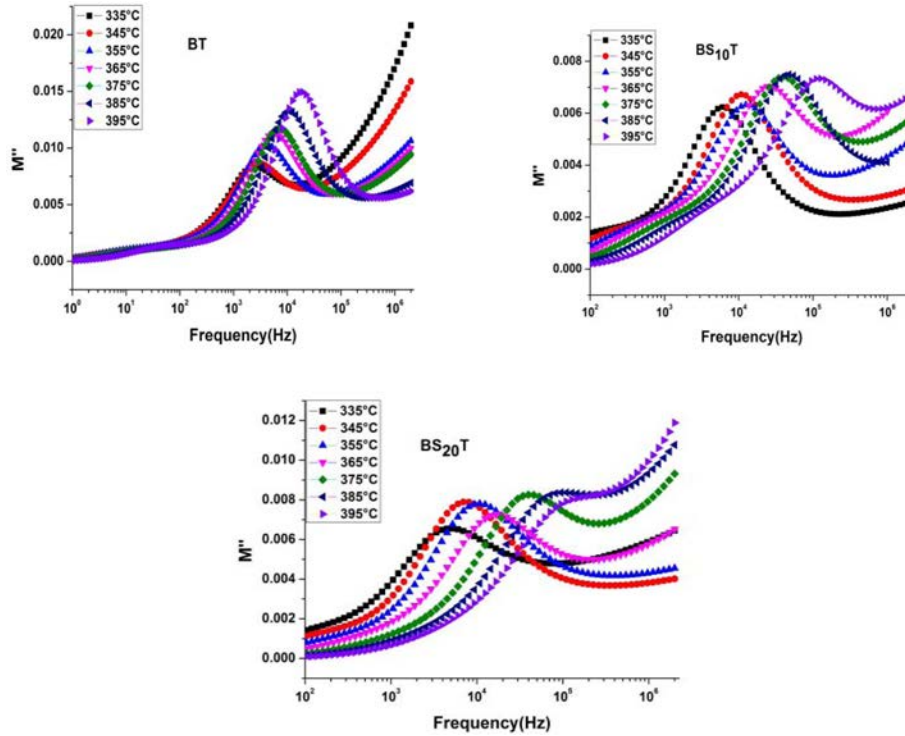 335°C
345°C
355°C
365°C
375°C
385°C
395°C
BT
0.020
0.015
0.010
0.005
0.000
M''
10⁰ 10¹ 10² 10³ 10⁴ 10⁵ 10⁶
Frequency(Hz)
335°C
345°C
355°C
365°C
375°C
385°C
395°C
BS₁₀T
0.008
0.006
0.004
0.002
0.000
M''
10² 10³ 10⁴ 10⁵ 10⁶
Frequency(Hz)
335°C
345°C
355°C
365°C
375°C
385°C
395°C
BS₂₀T
0.012
0.010
0.008
0.006
0.004
0.002
0.000
M''
10² 10³ 10⁴ 10⁵ 10⁶
Frequency(Hz)